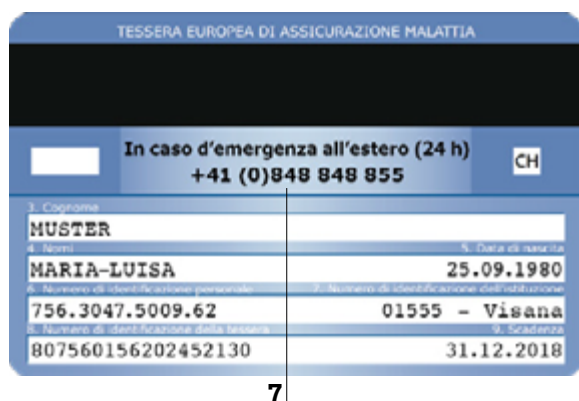 TESSERA EUROPEA DI ASSICURAZIONE MALATTIA
In caso d'emergenza all'estero (24 h)
+41 (0)848 848 855
CH
3. Cognome
MUSTER
4. Nomi 5. Data di nascita
MARIA-LUISA 25.09.1980
6. Numero di identificazione personale 7. Numero di identificazione dell'istituzione
756.3047.5009.62 01555 – Visana
8. Numero di identificazione della tessera 9. Scadenza
807560156202452130 31.12.2018
7